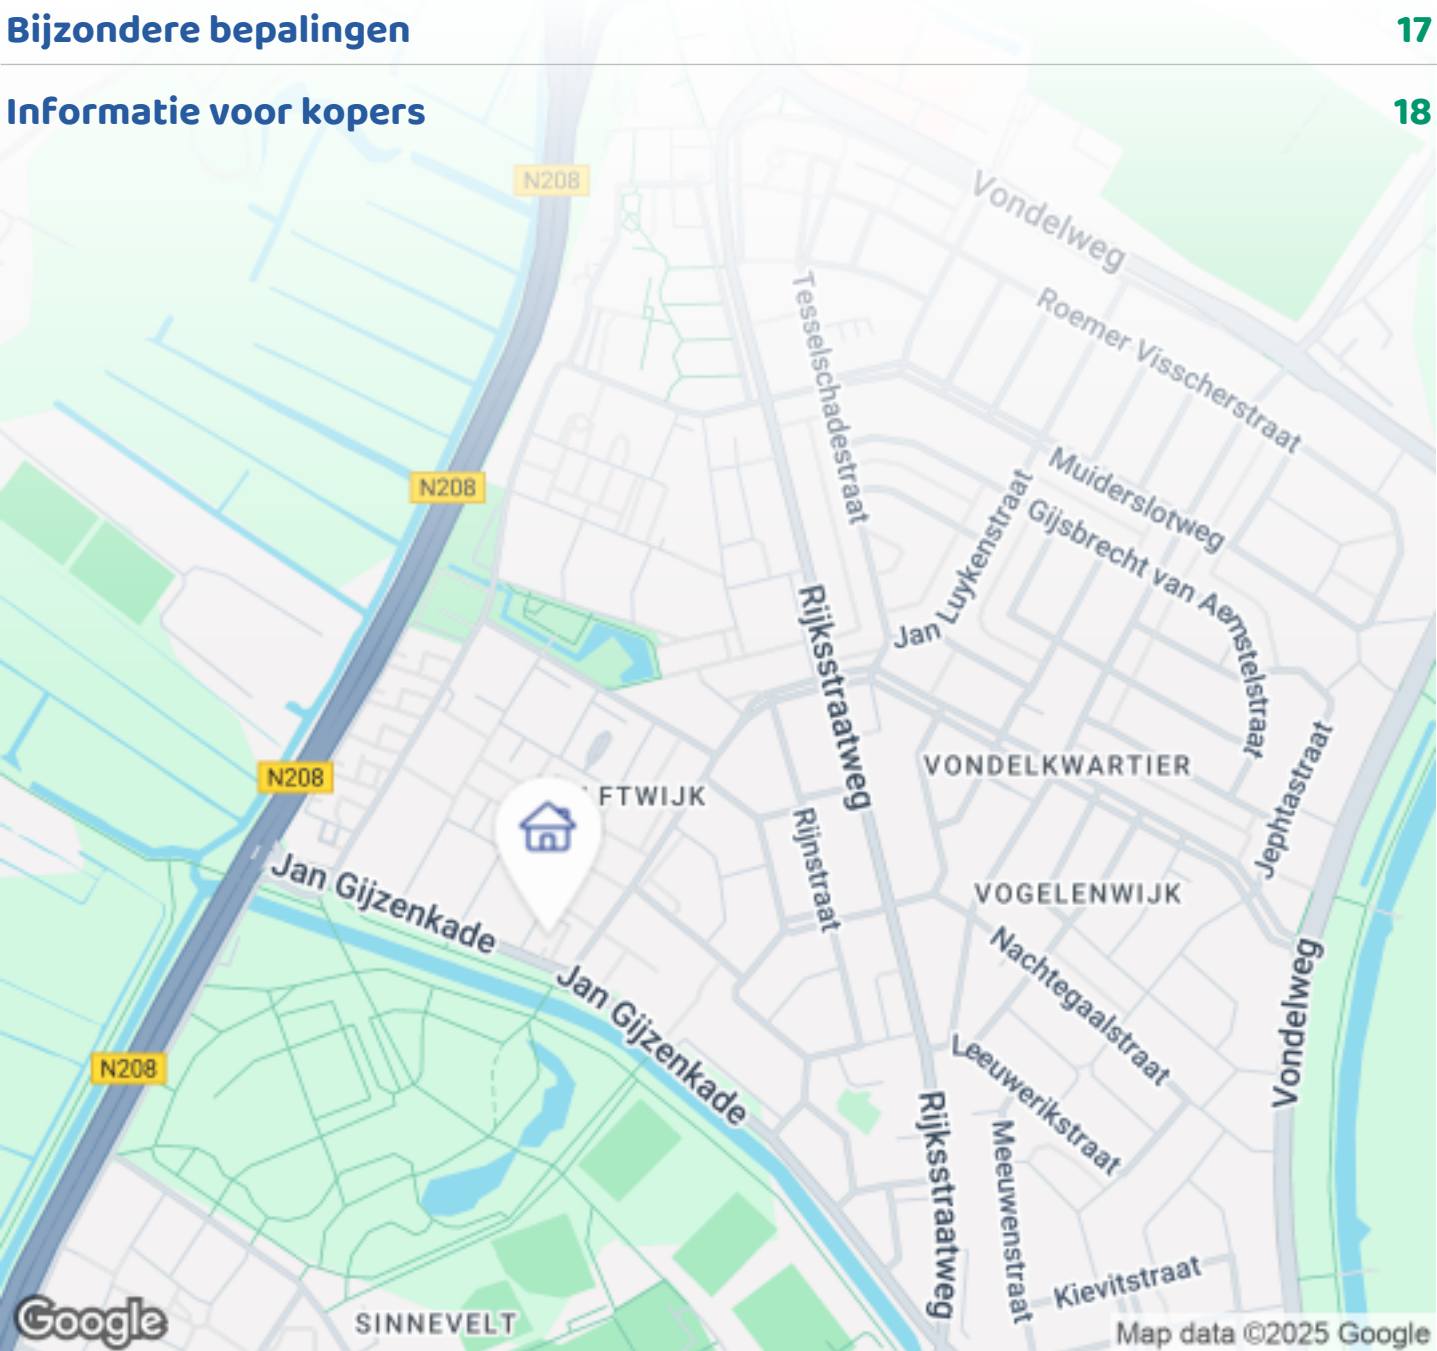 Bijzondere bepalingen 17
Informatie voor kopers 18
N208
Vondelweg
Tesselschadestraat
Roemer Visscherstraat
N208
Muiderslotweg
Jan Luykenstraat
Gijsbrecht van Aemstelstraat
Rijksstraatweg
N208
VONDELKWARTIER
FTWIJK
Jephtastraat
Rijnstraat
Jan Gijzenkade
VOGELENWIJK
Nachtegaalstraat
Vondelweg
Jan Gijzenkade
N208
Leeuwerikstraat
Rijksstraatweg
Meeuwenstraat
Kievitstraat
Google
SINNEVELT
Map data ©2025 Google